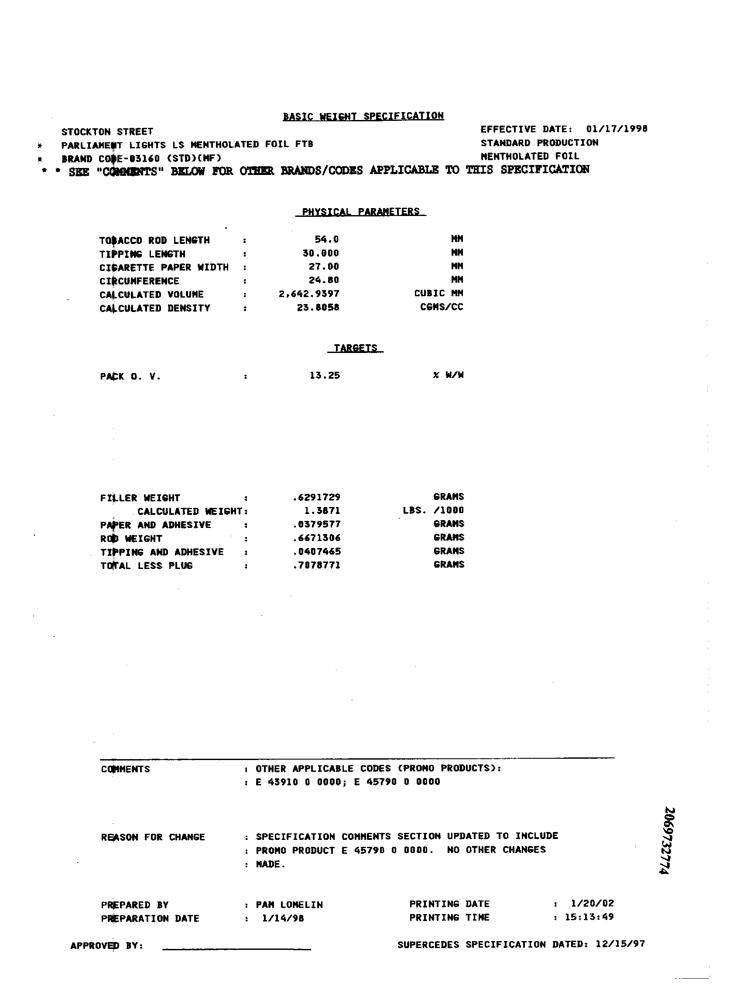 BASIC WEIGHT SPECIFICATION
STOCKTON STREET EFFECTIVE DATE: 01/17/1998
* PARLIAMENT LIGHTS LS MENTHOLATED FOIL FTB STANDARD PRODUCTION
* BRAND CODE-03160 (STD)(MF) MENTHOLATED FOIL
* * SEE "COMMENTS" BELOW FOR OTHER BRANDS/CODES APPLICABLE TO THIS SPECIFICATION
PHYSICAL PARAMETERS
TOBACCO ROD LENGTH : 54.0 MM
TIPPING LENGTH : 30.000 MM
CIGARETTE PAPER WIDTH : 27.00 MM
CIRCUMFERENCE : 24.80 MM
CALCULATED VOLUME : 2,642.9397 CUBIC MM
CALCULATED DENSITY : 23.8058 CGMS/CC
TARGETS
PACK O. V. : 13.25 % W/W
FILLER WEIGHT : .6291729 GRAMS
CALCULATED WEIGHT: 1.3871 LBS. /1000
PAPER AND ADHESIVE : .0379577 GRAMS
ROD WEIGHT : .6671306 GRAMS
TIPPING AND ADHESIVE : .0407465 GRAMS
TOTAL LESS PLUG : .7078771 GRAMS
COMMENTS : OTHER APPLICABLE CODES (PROMO PRODUCTS):
: E 43910 0 0000; E 45790 0 0000
REASON FOR CHANGE : SPECIFICATION COMMENTS SECTION UPDATED TO INCLUDE
: PROMO PRODUCT E 45790 0 0000. NO OTHER CHANGES
: MADE.
PREPARED BY : PAM LOMELIN PRINTING DATE : 1/20/02
PREPARATION DATE : 1/14/98 PRINTING TIME : 15:13:49
APPROVED BY: SUPERCEDES SPECIFICATION DATED: 12/15/97
2069732774